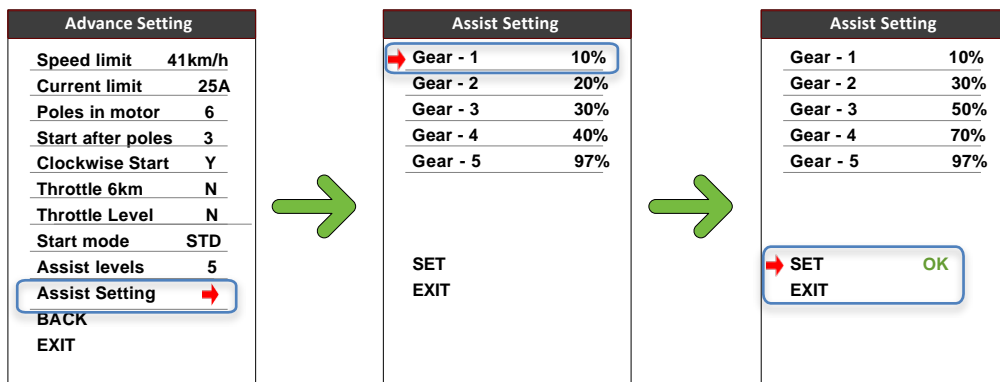 Advance Setting
Speed limit 41km/h
Current limit 25A
Poles in motor 6
Start after poles 3
Clockwise Start Y
Throttle 6km N
Throttle Level N
Start mode STD
Assist levels 5
Assist Setting
BACK
EXIT
Assist Setting
Gear - 1 10%
Gear - 2 20%
Gear - 3 30%
Gear - 4 40%
Gear - 5 97%
SET
EXIT
Assist Setting
Gear - 1 10%
Gear - 2 30%
Gear - 3 50%
Gear - 4 70%
Gear - 5 97%
SET OK
EXIT